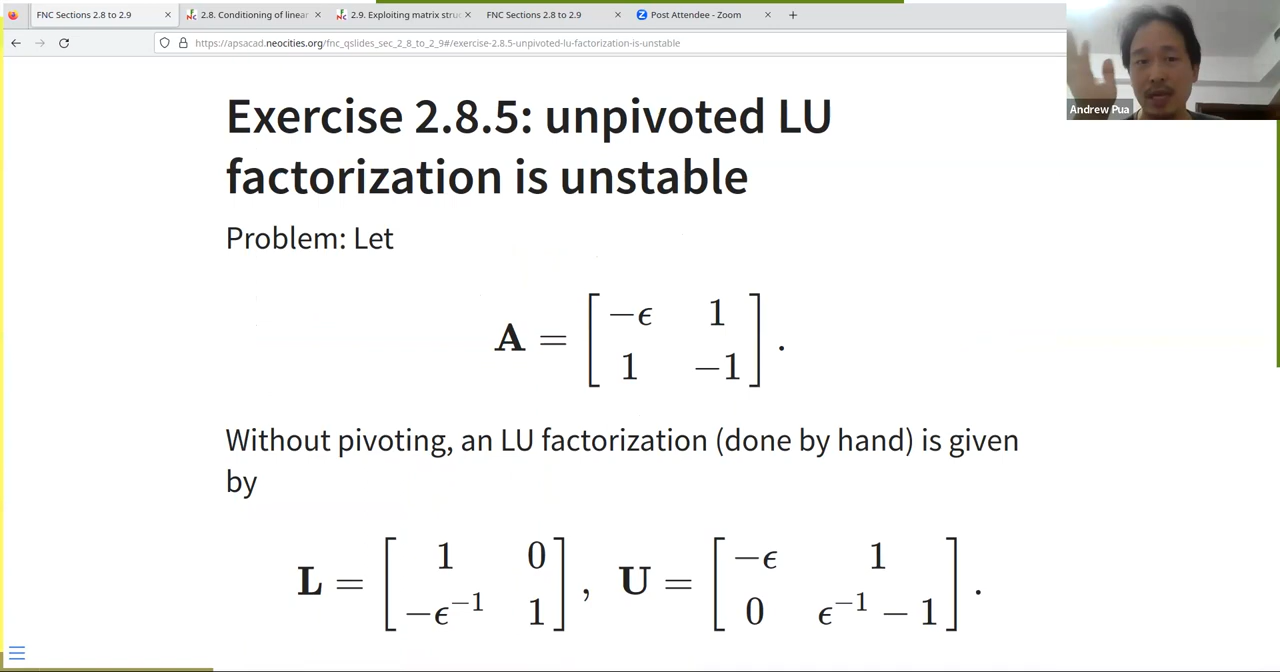 FNC Sections 2.8 to 2.9
2.8. Conditioning of linear
2.9. Exploiting matrix struc
FNC Sections 2.8 to 2.9
Post Attendee - Zoom
https://apsacad.neocities.org/fnc_qslides_sec_2_8_to_2_9#/exercise-2.8.5-unpivoted-lu-factorization-is-unstable
Andrew Pua
Exercise 2.8.5: unpivoted LU
factorization is unstable
Problem: Let
A = [ −ϵ 1
1 −1 ] .
Without pivoting, an LU factorization (done by hand) is given
by
L = [ 1 0
−ϵ⁻¹ 1 ] , U = [ −ϵ 1
0 ϵ⁻¹ − 1 ] .